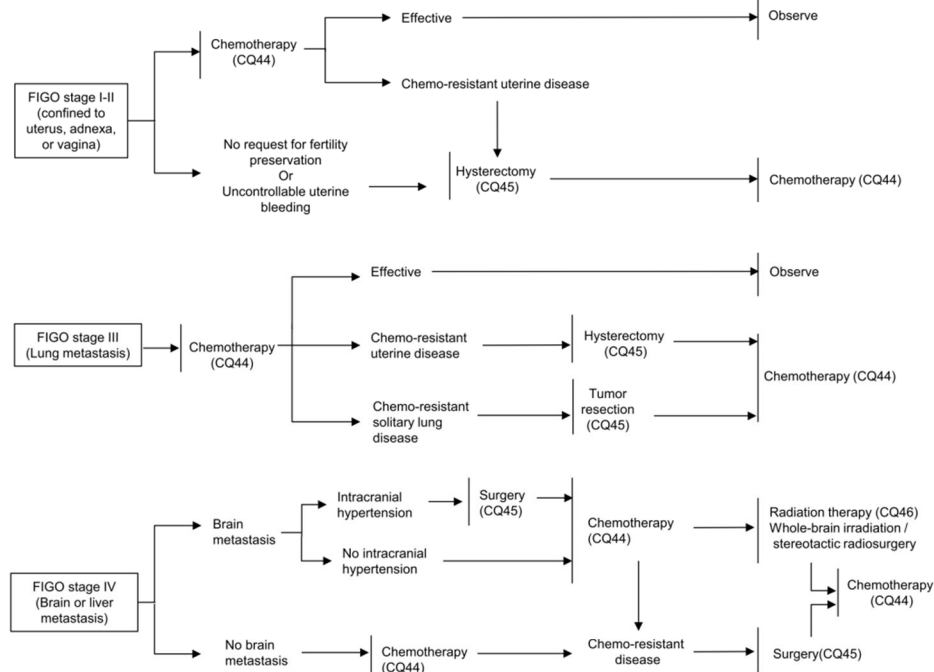 FIGO stage I-II
(confined to
uterus, adnexa,
or vagina)
Chemotherapy
(CQ44)
Effective
Observe
Chemo-resistant uterine disease
No request for fertility
preservation
Or
Uncontrollable uterine
bleeding
Hysterectomy
(CQ45)
Chemotherapy (CQ44)
FIGO stage III
(Lung metastasis)
Chemotherapy
(CQ44)
Effective
Observe
Chemo-resistant
uterine disease
Hysterectomy
(CQ45)
Chemo-resistant
solitary lung
disease
Tumor
resection
(CQ45)
Chemotherapy (CQ44)
FIGO stage IV
(Brain or liver
metastasis)
Brain
metastasis
Intracranial
hypertension
Surgery
(CQ45)
No intracranial
hypertension
Chemotherapy
(CQ44)
Radiation therapy (CQ46)
Whole-brain irradiation /
stereotactic radiosurgery
Chemotherapy
(CQ44)
No brain
metastasis
Chemotherapy
(CQ44)
Chemo-resistant
disease
Surgery(CQ45)